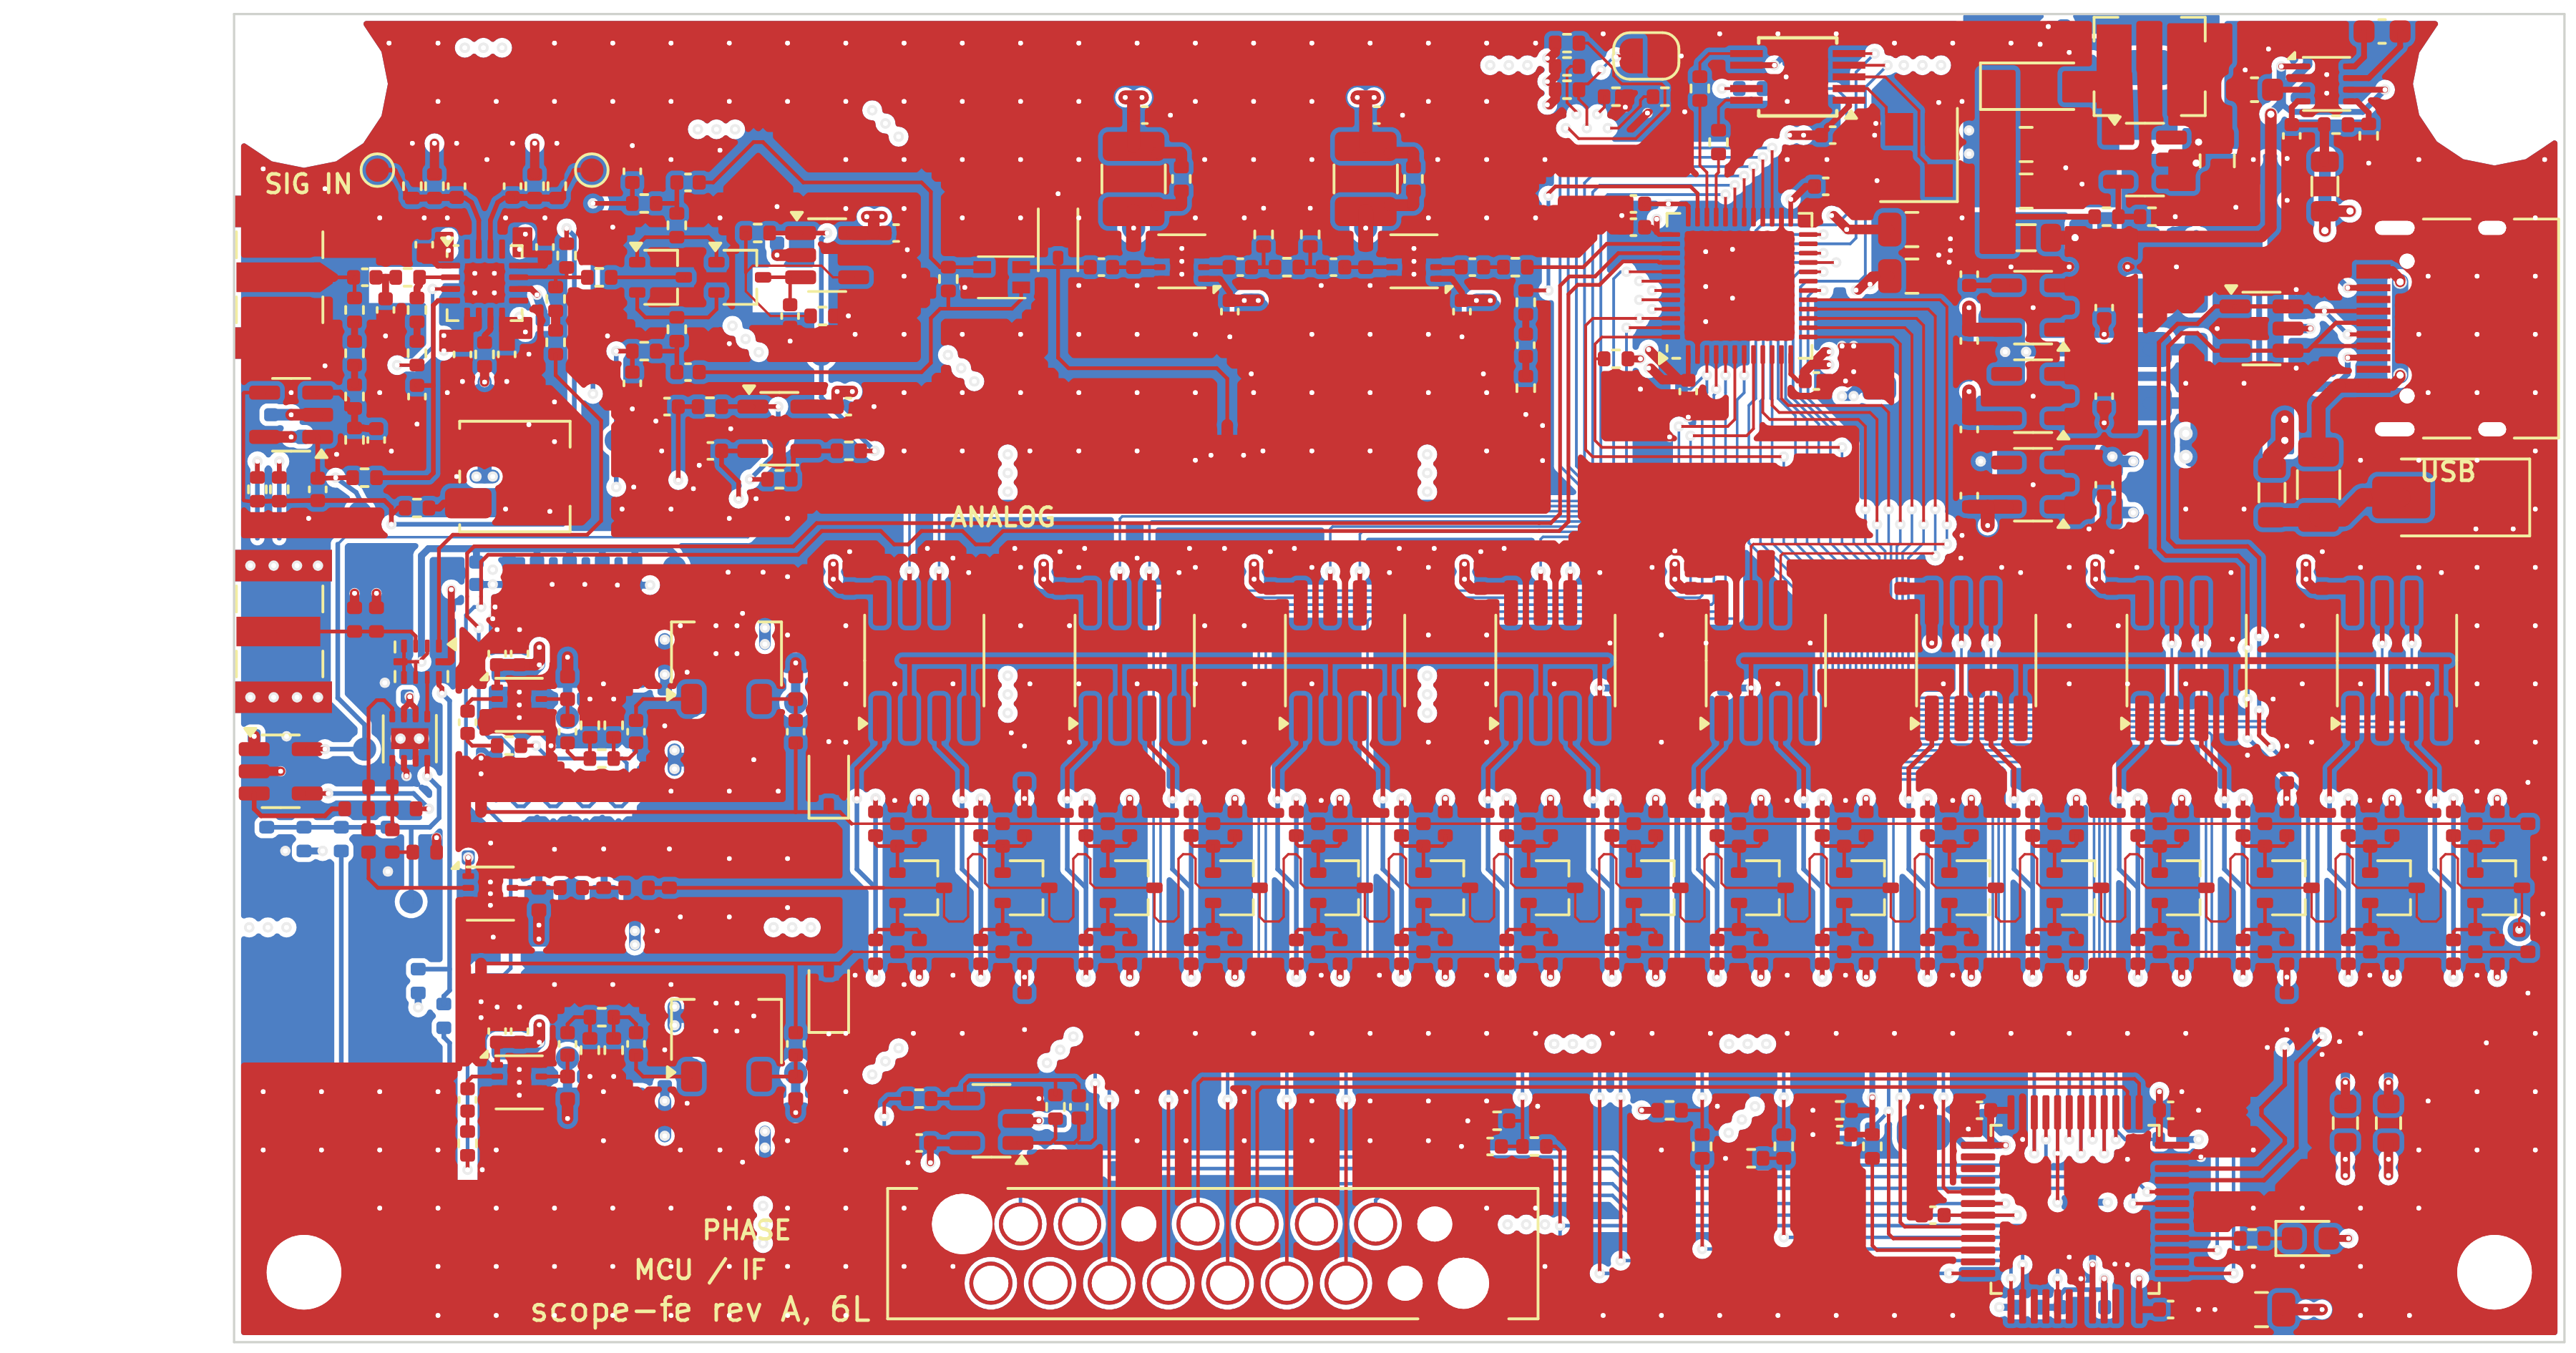 SIG IN
USB
ANALOG
PHASE
MCU / IF
scope-fe rev A, 6L